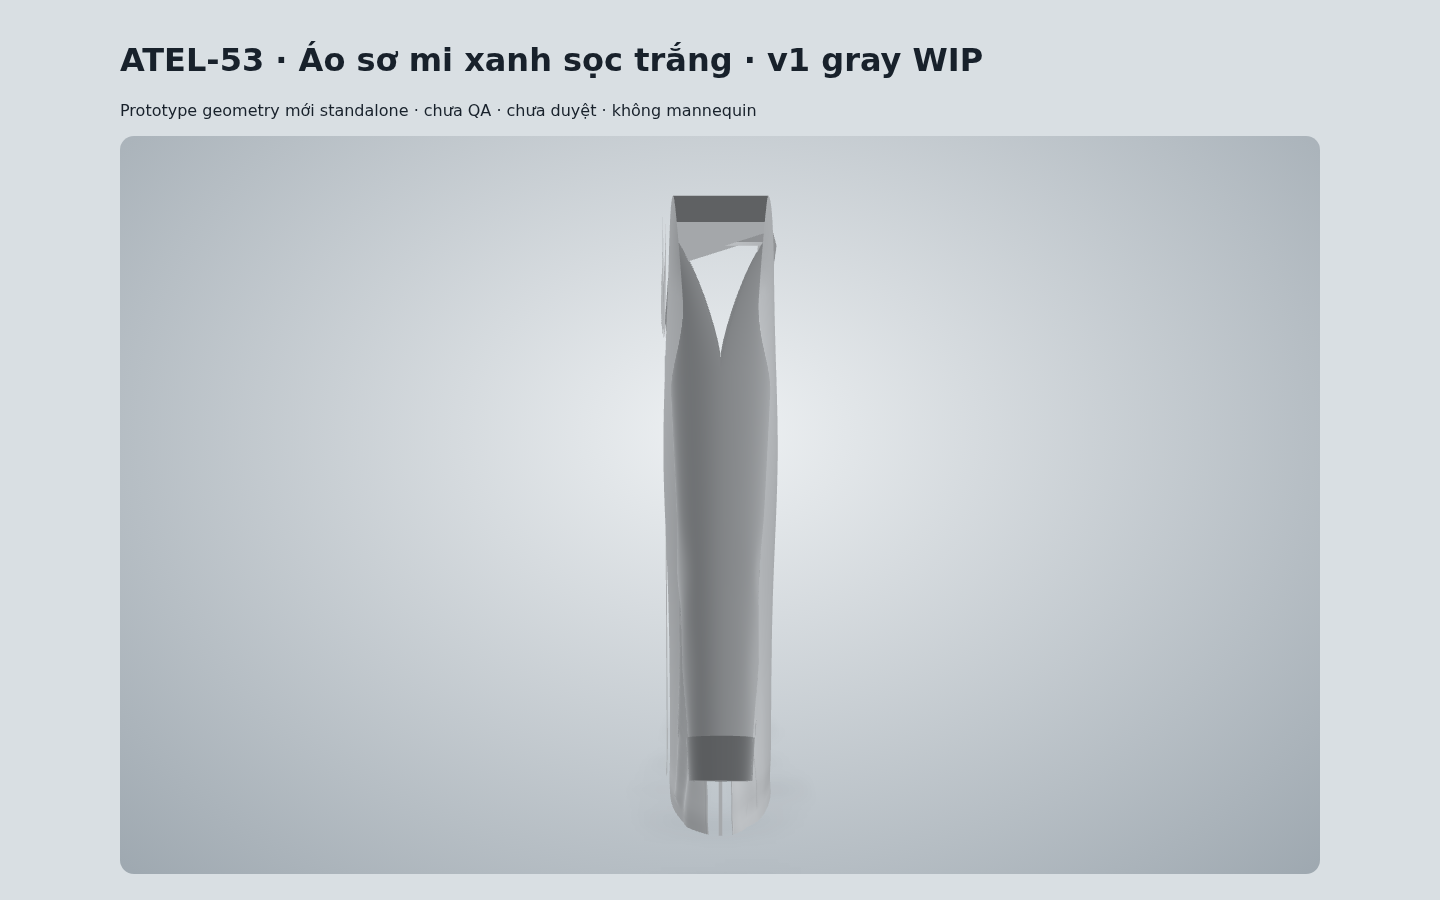 ATEL-53 · Áo sơ mi xanh sọc trắng · v1 gray WIP
Prototype geometry mới standalone · chưa QA · chưa duyệt · không mannequin